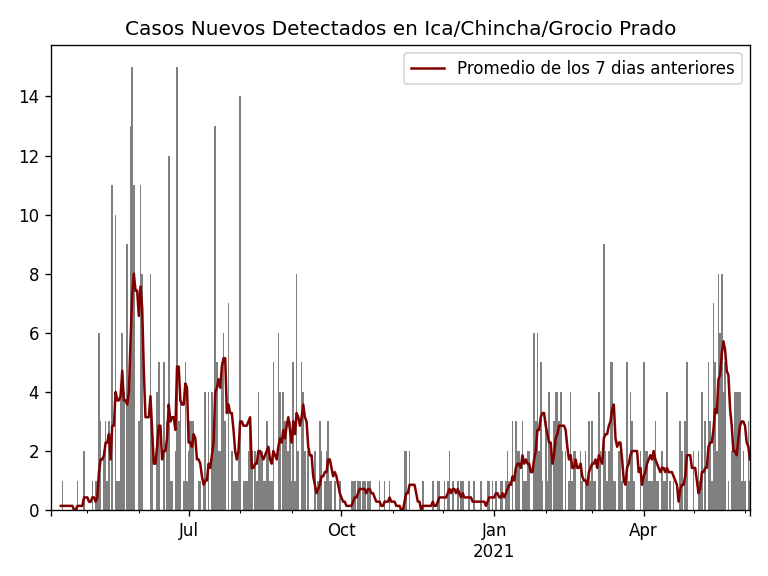 Casos Nuevos Detectados en Ica/Chincha/Grocio Prado
Promedio de los 7 dias anteriores
14
12
10
8
6
4
2
0
Jul
Oct
Jan
2021
Apr